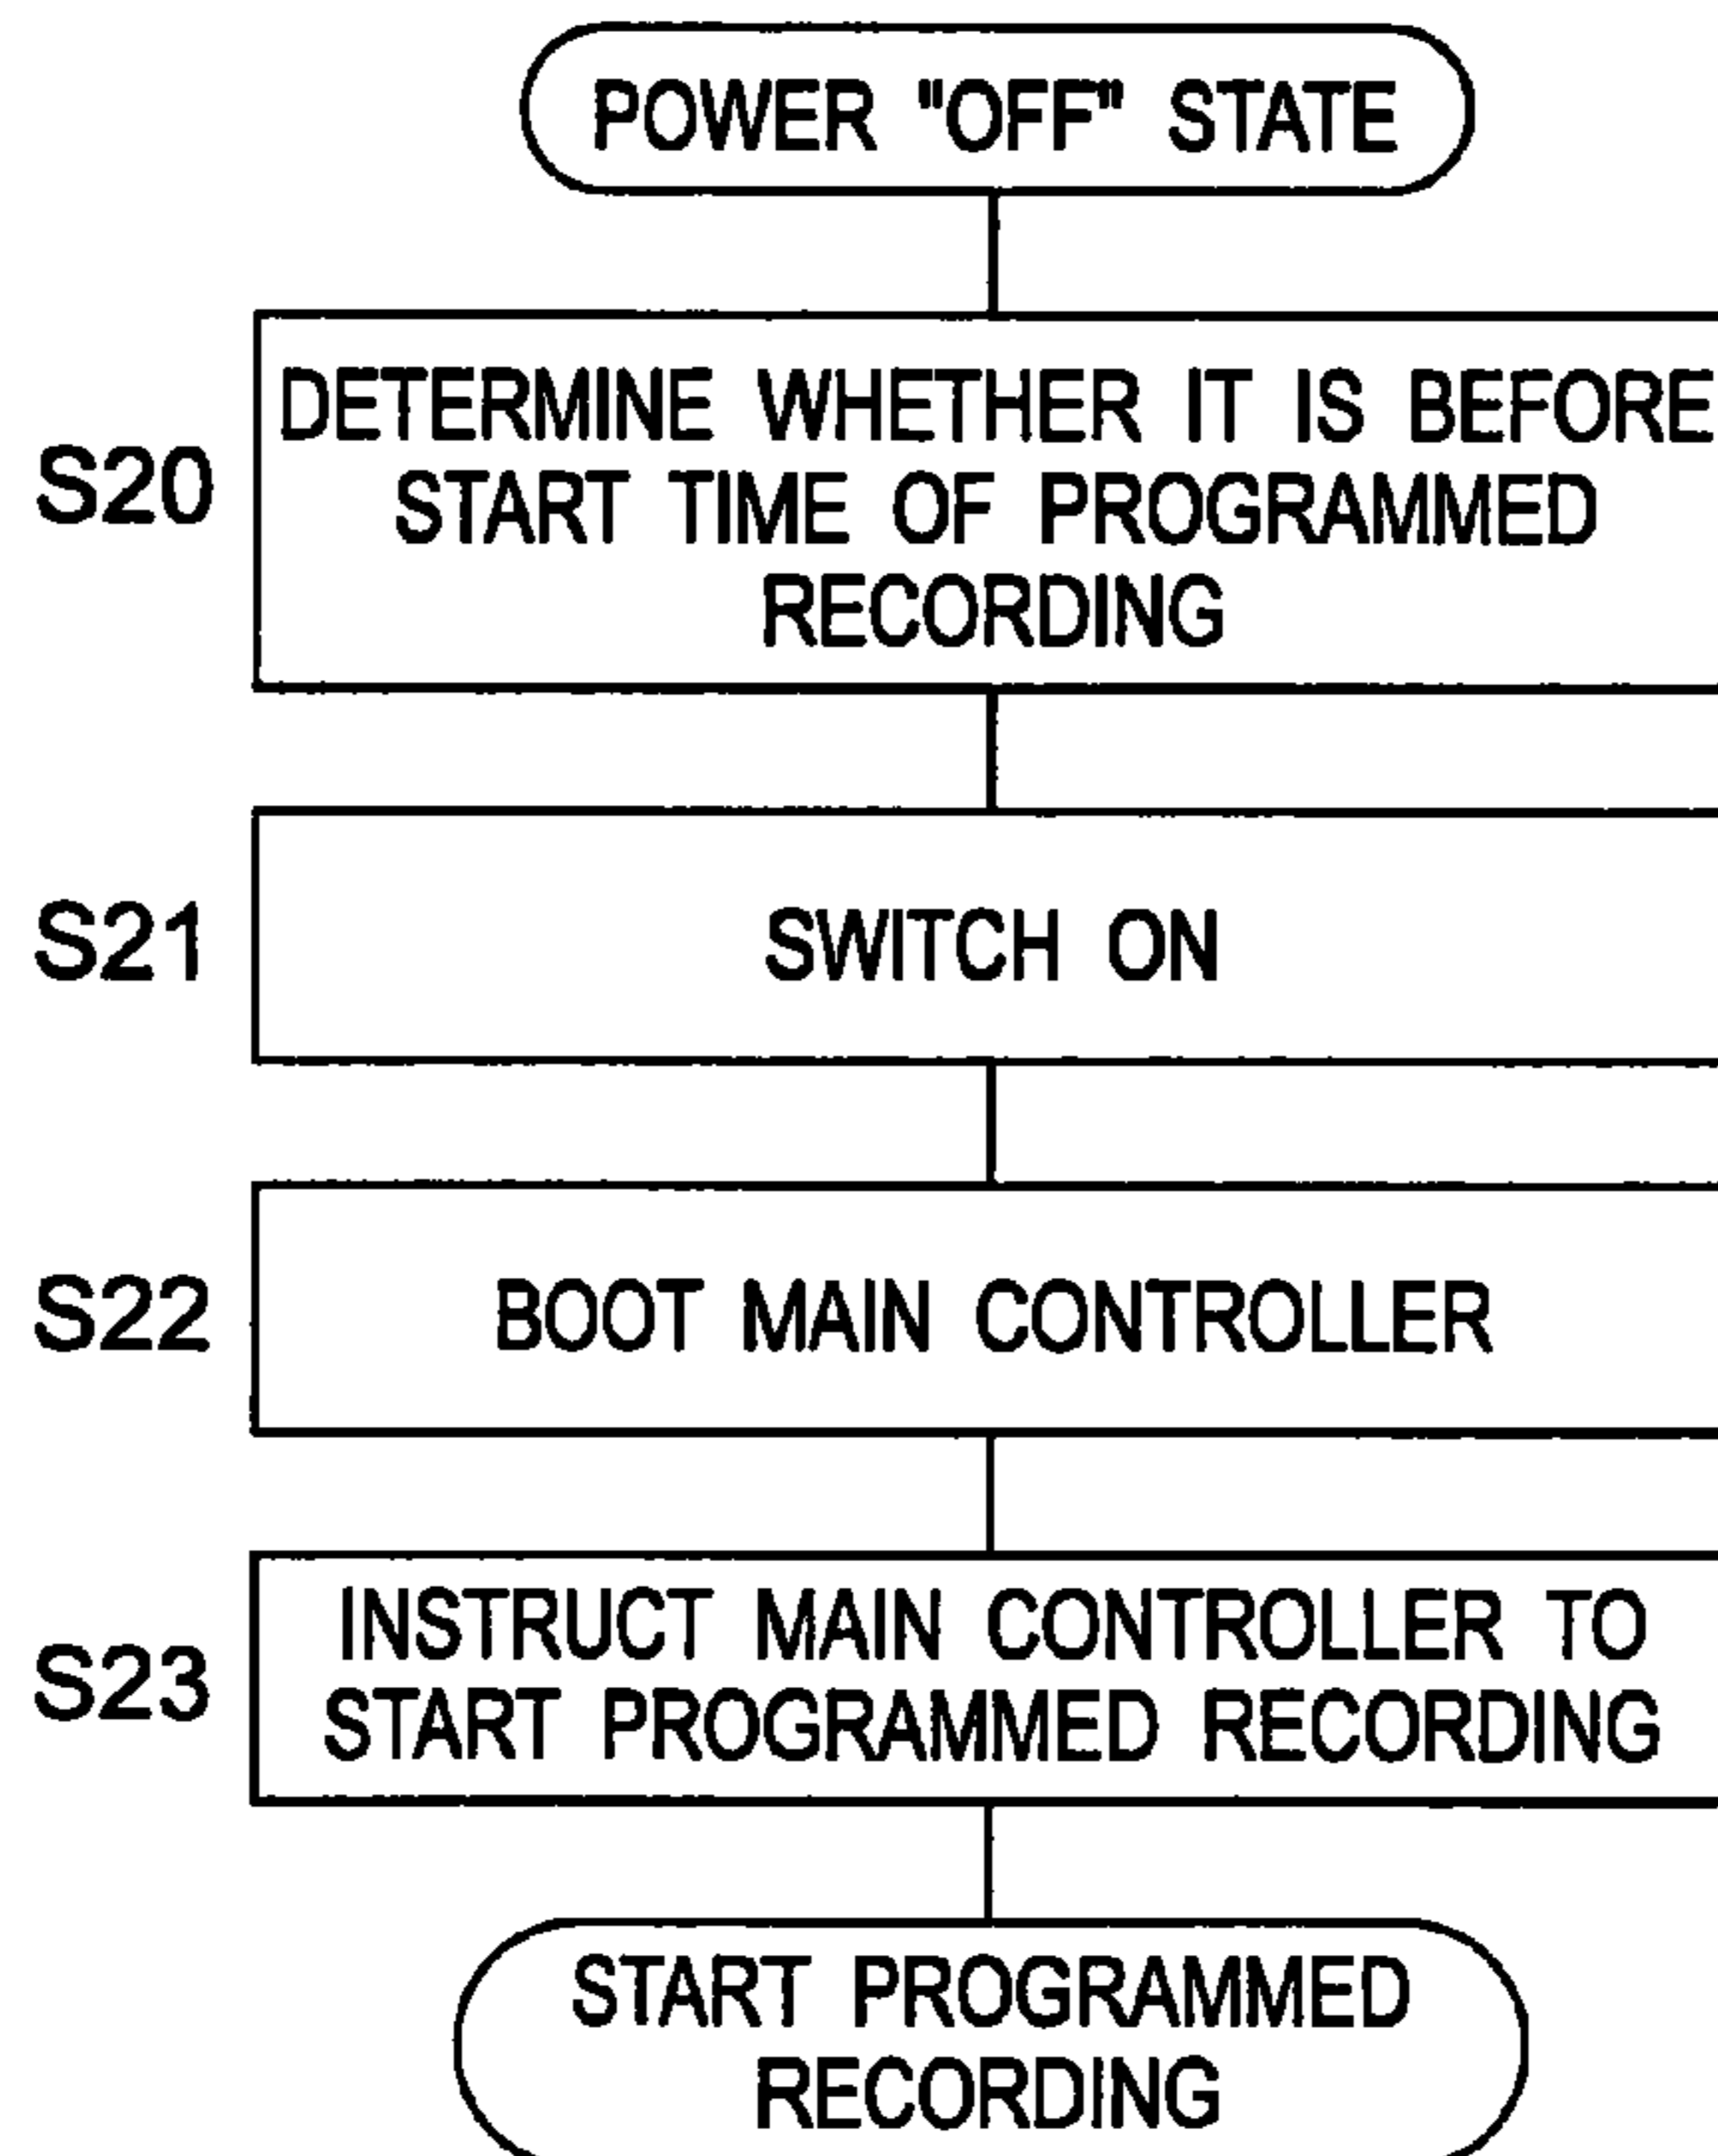 POWER "OFF" STATE
S20
DETERMINE WHETHER IT IS BEFORE
START TIME OF PROGRAMMED
RECORDING
S21
SWITCH ON
S22
BOOT MAIN CONTROLLER
S23
INSTRUCT MAIN CONTROLLER TO
START PROGRAMMED RECORDING
START PROGRAMMED
RECORDING